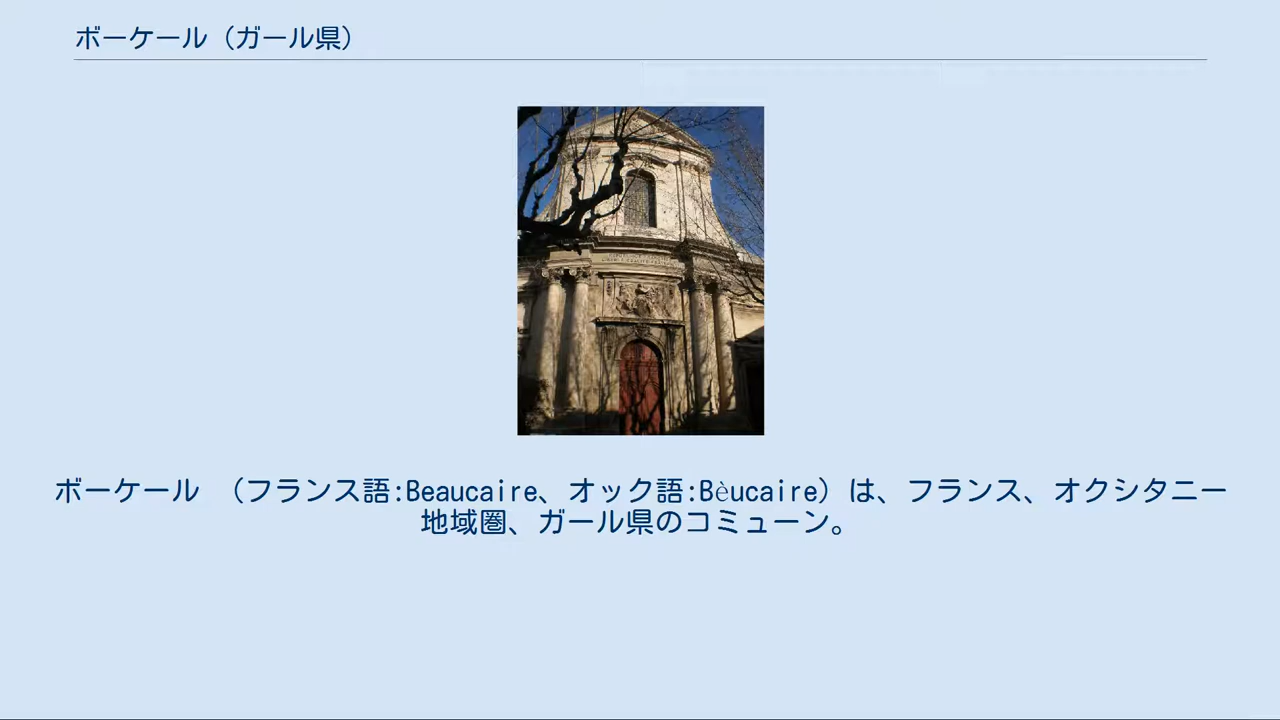 ボーケール（ガール県）
ボーケール　（フランス語:Beaucaire、オック語:Bèucaire）は、フランス、オクシタニー
地域圏、ガール県のコミューン。